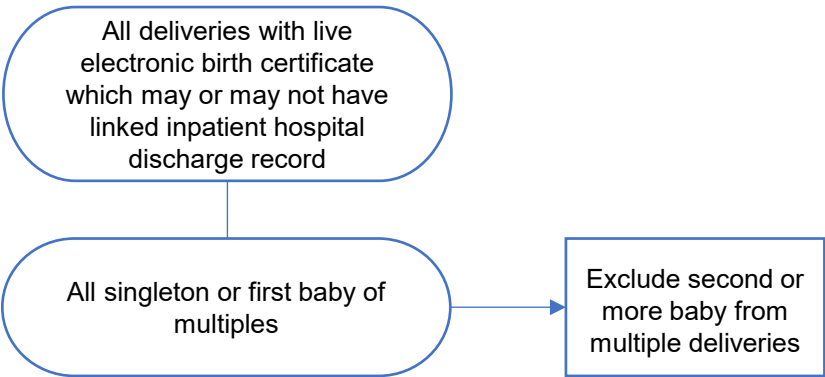 All deliveries with live
electronic birth certificate
which may or may not have
linked inpatient hospital
discharge record
All singleton or first baby of
multiples
Exclude second or
more baby from
multiple deliveries